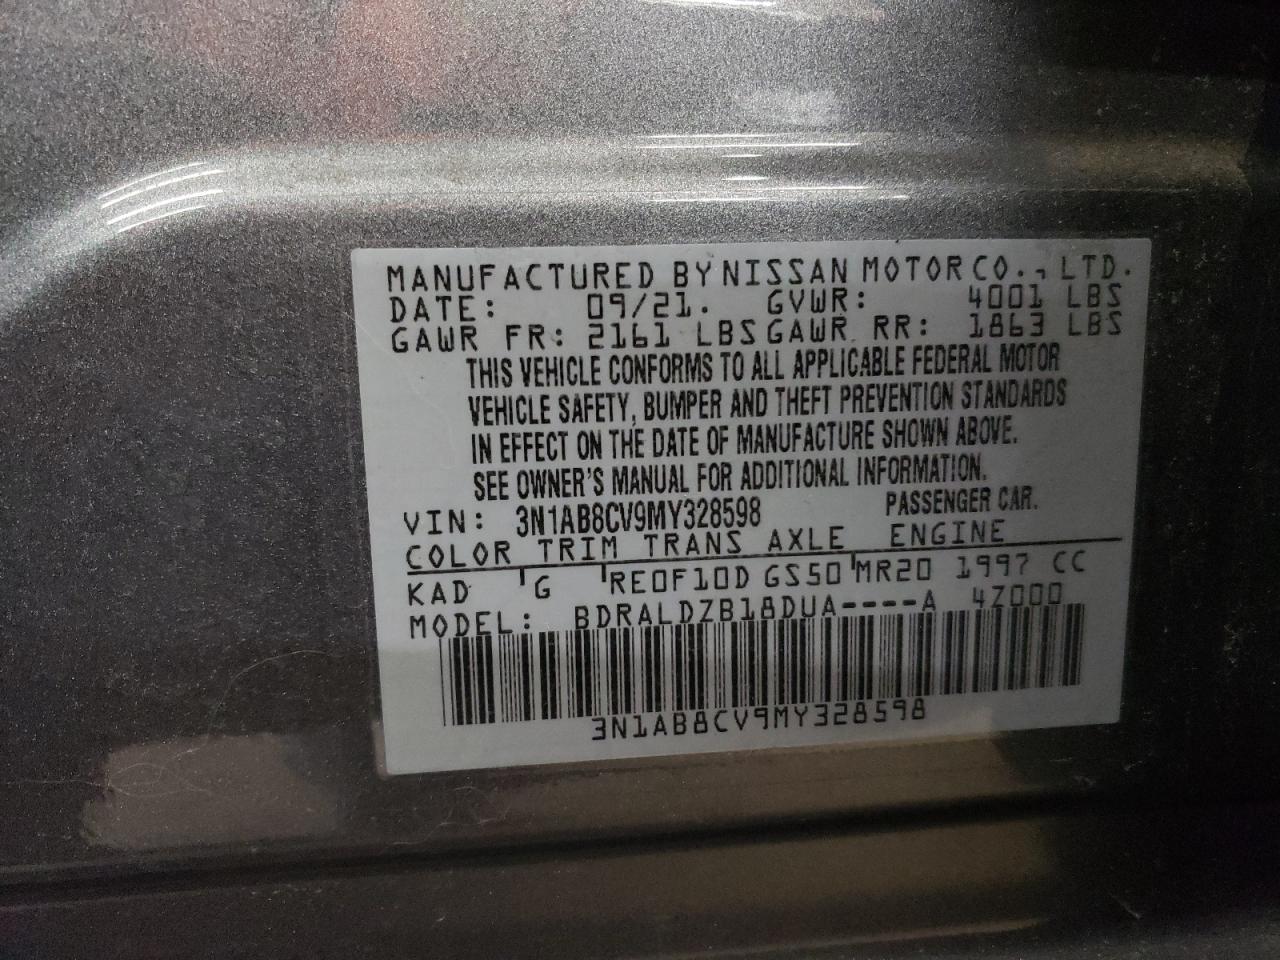 MANUFACTURED BY NISSAN MOTOR CO., LTD.
DATE: 09/21. GVWR: 4001 LBS
GAWR FR: 2161 LBS GAWR RR: 1863 LBS
THIS VEHICLE CONFORMS TO ALL APPLICABLE FEDERAL MOTOR
VEHICLE SAFETY, BUMPER AND THEFT PREVENTION STANDARDS
IN EFFECT ON THE DATE OF MANUFACTURE SHOWN ABOVE.
SEE OWNER'S MANUAL FOR ADDITIONAL INFORMATION.
VIN: 3N1AB8CV9MY328598 PASSENGER CAR.
COLOR TRIM TRANS AXLE ENGINE
KAD G RE0F10D GS50 MR20 1997 CC
MODEL: BDRALDZB18DUA----A 4Z000
3N1AB8CV9MY328598